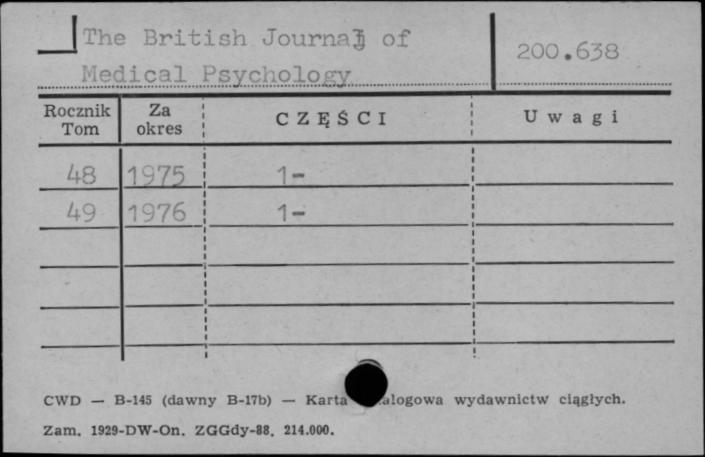 The British Journal of
Medical Psychology
200.638
Rocznik Tom
Za okres
CZĘŚCI
Uwagi
48 1975 1-
49 1976 1-
CWD — B-145 (dawny B-17b) — Karta alogowa wydawnictw ciągłych.
Zam. 1929-DW-On. ZGGdy-88. 214.000.